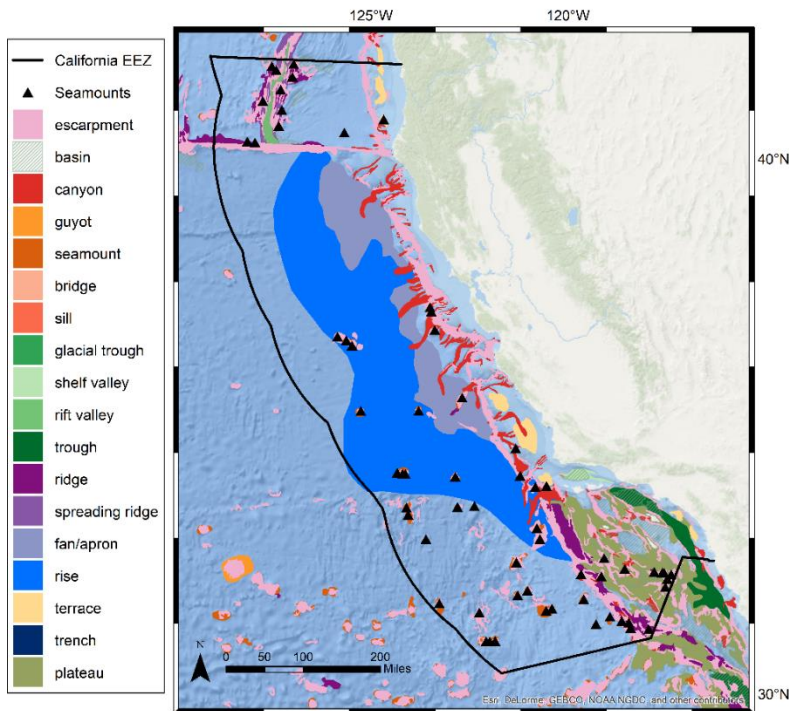 125°W
120°W
California EEZ
Seamounts
escarpment
basin
canyon
guyot
seamount
bridge
sill
glacial trough
shelf valley
rift valley
trough
ridge
spreading ridge
fan/apron
rise
terrace
trench
plateau
40°N
N
0 50 100 200
Miles
30°N
Esri, DeLorme, GEBCO, NOAA NGDC, and other contributors